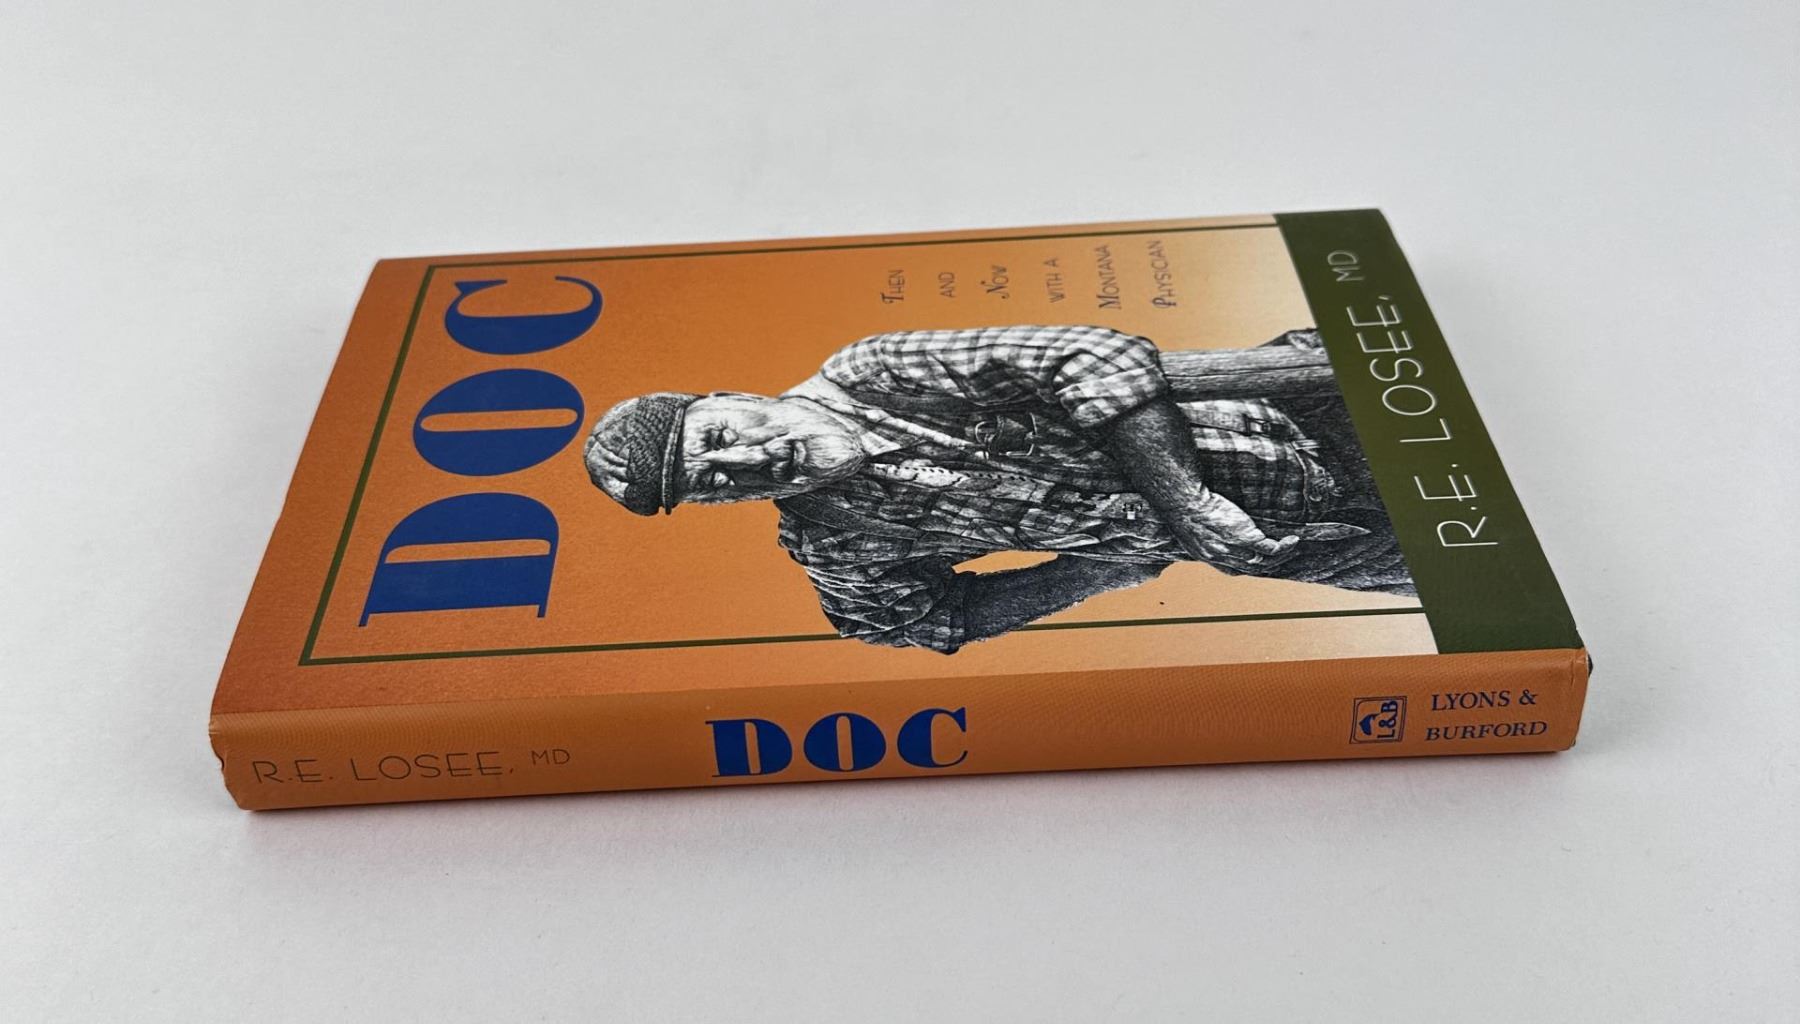 DOC
Then
and
Now
with a
Montana
Physician
R.E. LOSEE, MD
R.E. LOSEE, MD
DOC
L&B
LYONS &
BURFORD